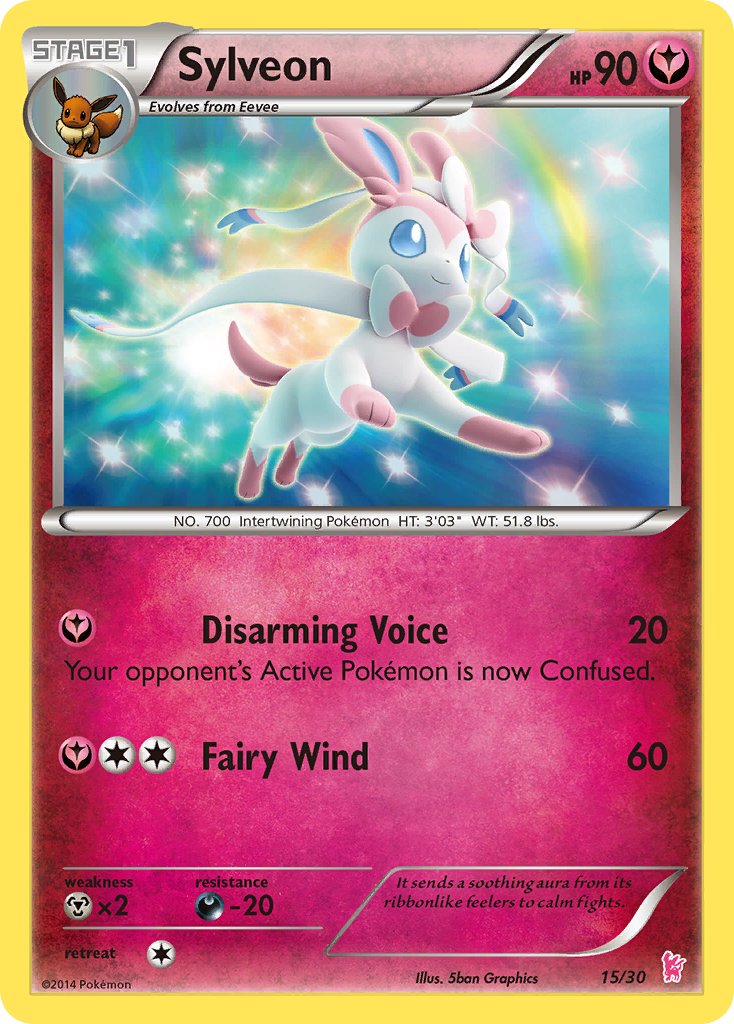 STAGE1
Sylveon
HP 90
Evolves from Eevee
NO. 700 Intertwining Pokémon HT: 3'03" WT: 51.8 lbs.
Disarming Voice 20
Your opponent's Active Pokémon is now Confused.
Fairy Wind 60
weakness
×2
resistance
-20
retreat
It sends a soothing aura from its
ribbonlike feelers to calm fights.
©2014 Pokémon
Illus. 5ban Graphics
15/30